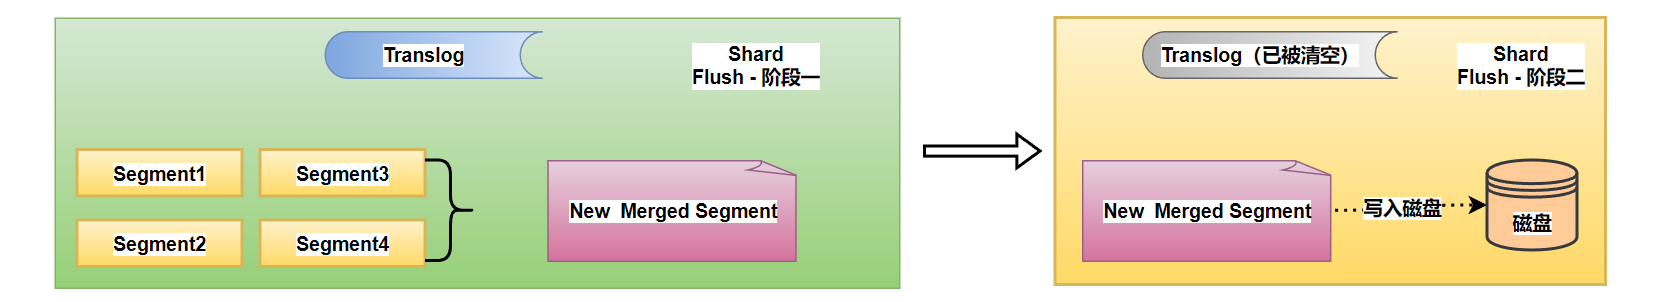 Translog
Shard
Flush - 阶段一
Segment1
Segment3
Segment2
Segment4
New Merged Segment
Translog（已被清空）
Shard
Flush - 阶段二
New Merged Segment
写入磁盘
磁盘